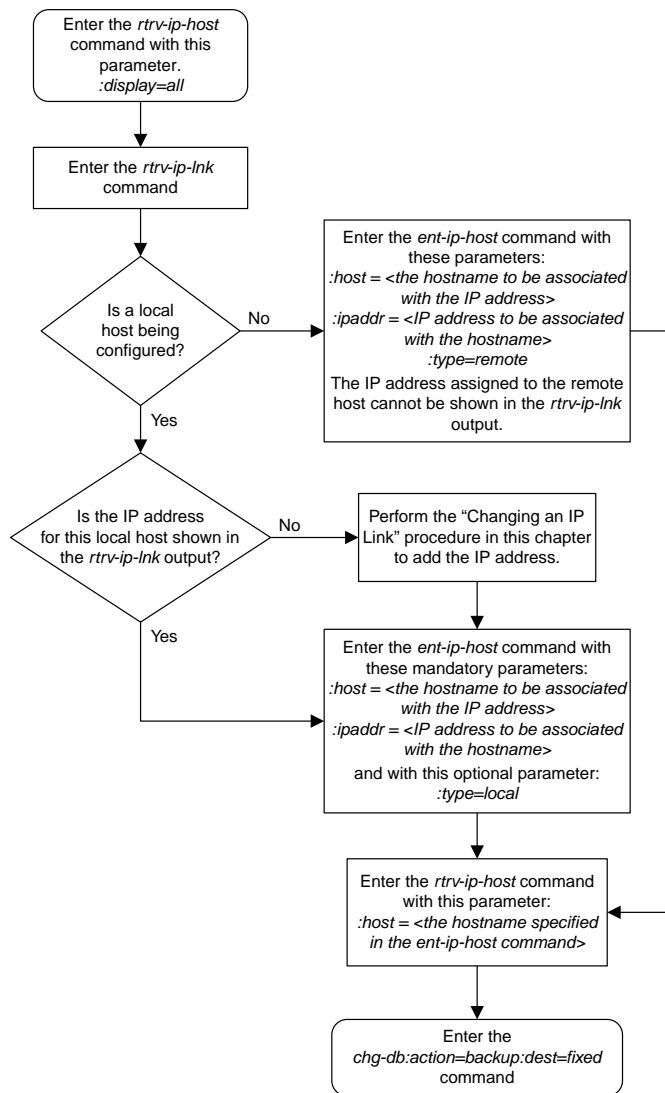 Enter the rtrv-ip-host
command with this
parameter.
:display=all
Enter the rtrv-ip-lnk
command
Is a local
host being
configured?
No
Enter the ent-ip-host command with
these parameters:
:host = <the hostname to be associated
with the IP address>
:ipaddr = <IP address to be associated
with the hostname>
:type=remote
The IP address assigned to the remote
host cannot be shown in the rtrv-ip-lnk
output.
Yes
Is the IP address
for this local host shown in
the rtrv-ip-lnk output?
No
Perform the “Changing an IP
Link” procedure in this chapter
to add the IP address.
Yes
Enter the ent-ip-host command with
these mandatory parameters:
:host = <the hostname to be associated
with the IP address>
:ipaddr = <IP address to be associated
with the hostname>
and with this optional parameter:
:type=local
Enter the rtrv-ip-host command
with this parameter:
:host = <the hostname specified
in the ent-ip-host command>
Enter the
chg-db:action=backup:dest=fixed
command